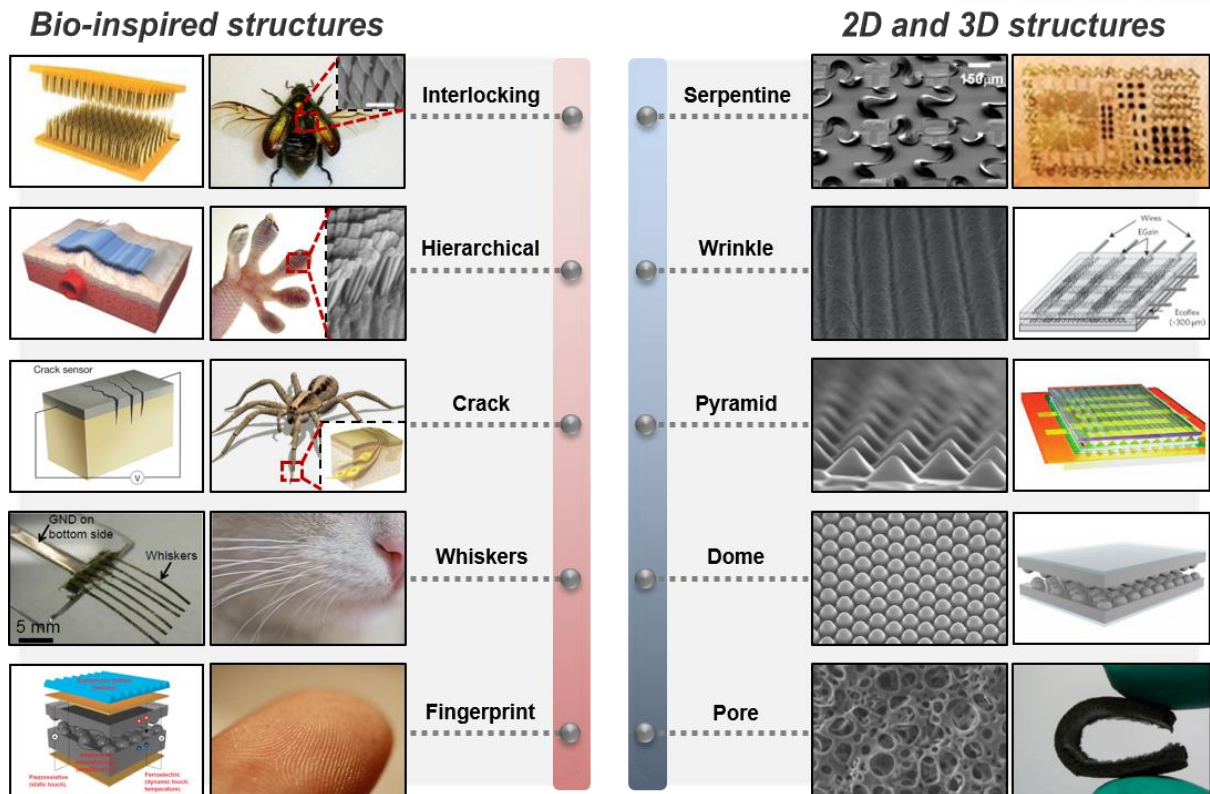 Bio-inspired structures
2D and 3D structures
Interlocking
Serpentine
150μm
Hierarchical
Wrinkle
Wires
EGaIn
Ecoflex
(~300 μm)
Crack sensor
V
Crack
Pyramid
GND on
bottom side
Whiskers
5 mm
Whiskers
Dome
Piezoresistive
(static touch)
Ferroelectric
(dynamic touch,
temperature)
Fingerprint
Pore